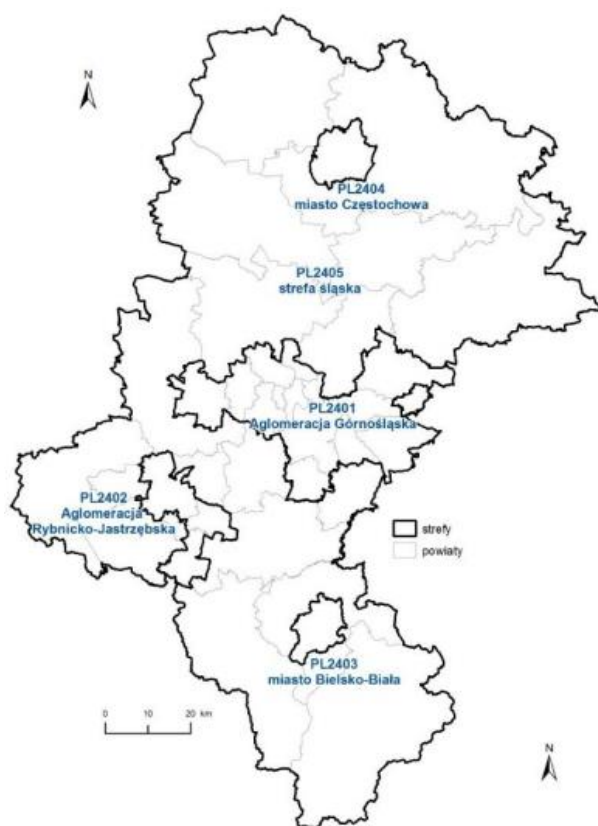 N
PL2404
miasto Częstochowa
PL2405
strefa śląska
PL2401
Aglomeracja Górnośląska
PL2402
Aglomeracja
Rybnicko-Jastrzębska
strefy
powiaty
PL2403
miasto Bielsko-Biała
0 10 20 km
N